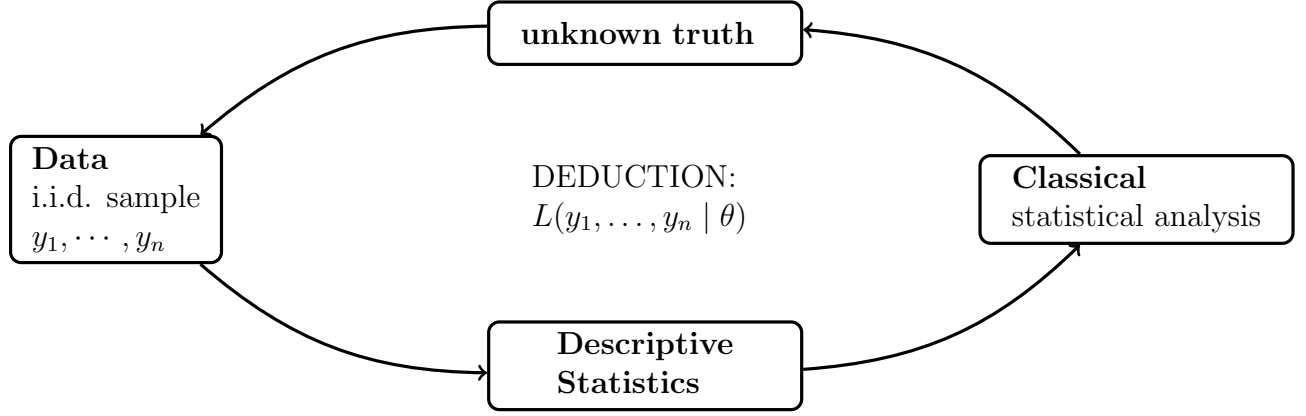 unknown truth
Data
i.i.d. sample
y₁, ⋯ , yₙ
DEDUCTION:
L(y₁, …, yₙ | θ)
Classical
statistical analysis
Descriptive
Statistics